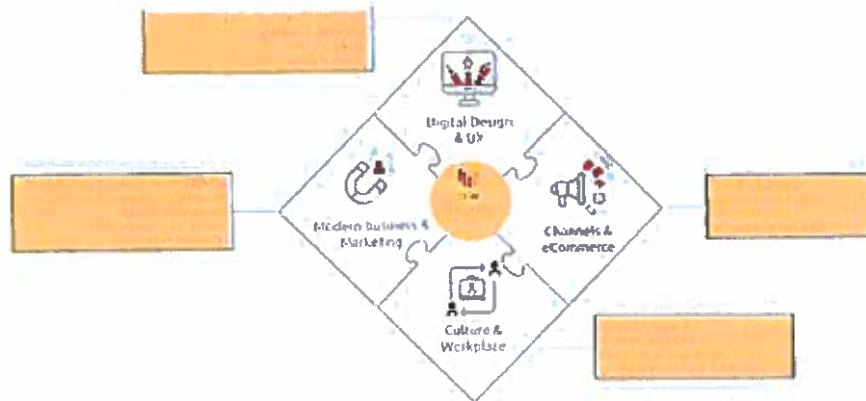 Digital Design
& UX
Modern Business &
Marketing
Channels &
eCommerce
Culture &
Workplace